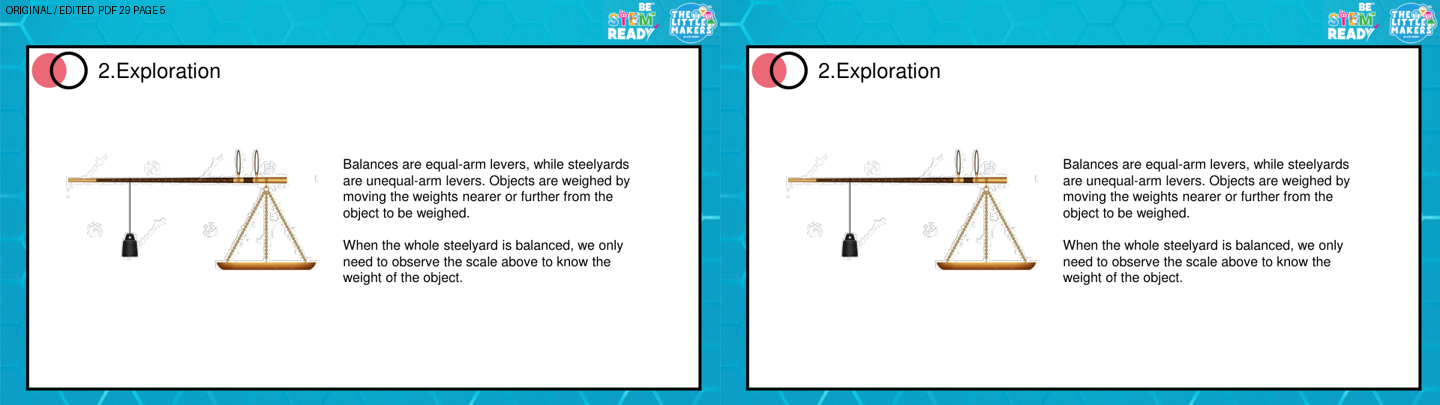 ORIGINAL / EDITED PDF 29 PAGE 5
BE
STEM
READY
THE
LITTLE
MAKERS
2.Exploration
Balances are equal-arm levers, while steelyards
are unequal-arm levers. Objects are weighed by
moving the weights nearer or further from the
object to be weighed.
When the whole steelyard is balanced, we only
need to observe the scale above to know the
weight of the object.
BE
STEM
READY
THE
LITTLE
MAKERS
2.Exploration
Balances are equal-arm levers, while steelyards
are unequal-arm levers. Objects are weighed by
moving the weights nearer or further from the
object to be weighed.
When the whole steelyard is balanced, we only
need to observe the scale above to know the
weight of the object.